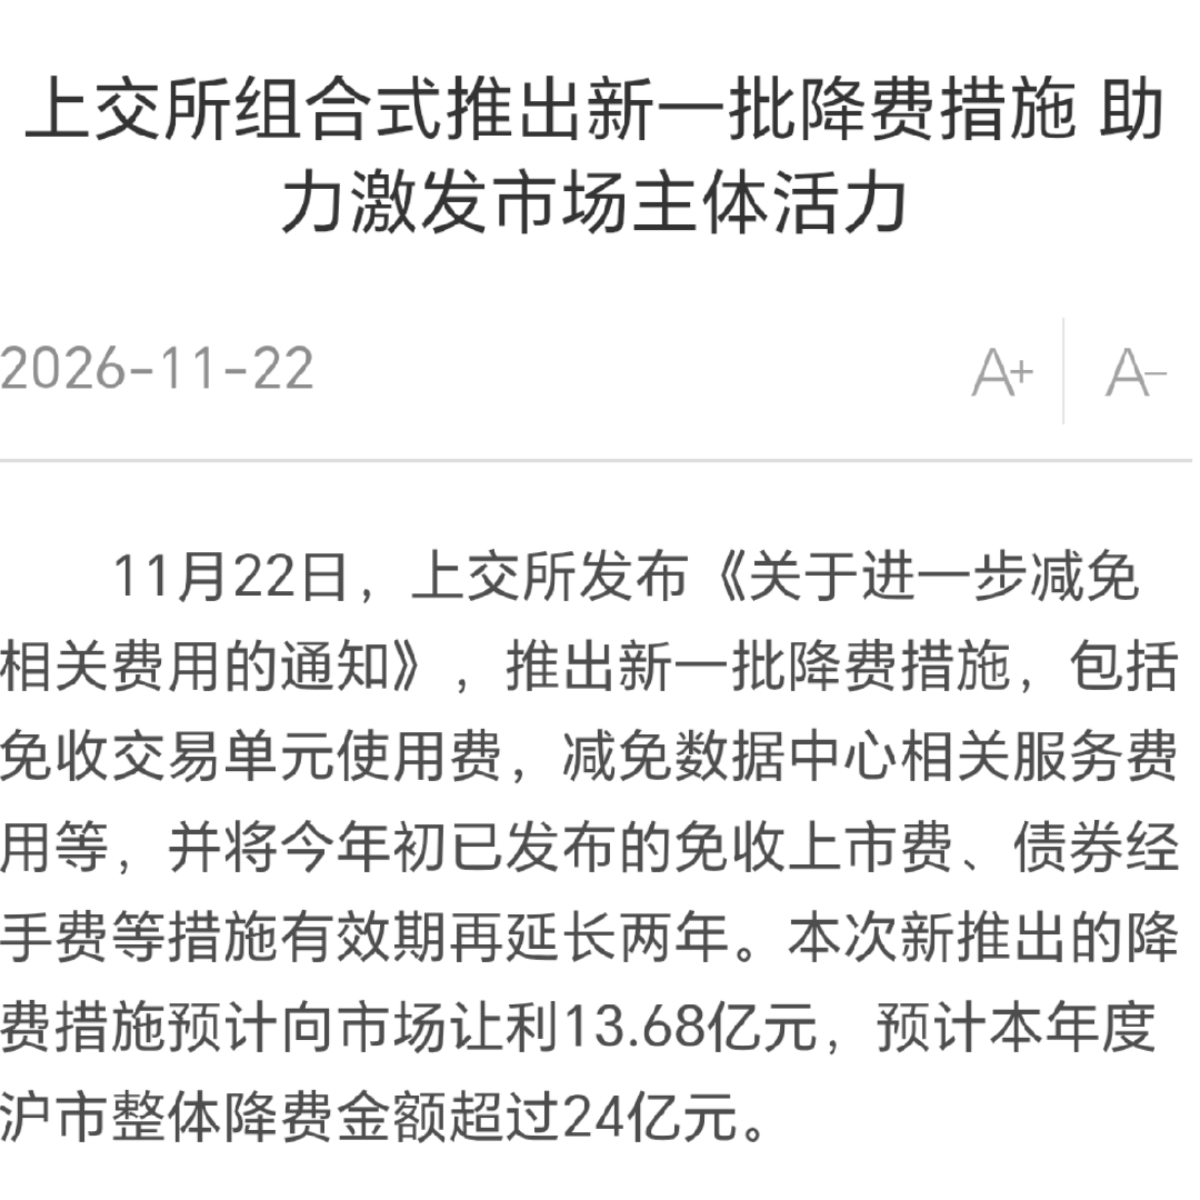 上交所组合式推出新一批降费措施 助
力激发市场主体活力
2026-11-22
A+ A-
11月22日，上交所发布《关于进一步减免
相关费用的通知》，推出新一批降费措施，包括
免收交易单元使用费，减免数据中心相关服务费
用等，并将今年初已发布的免收上市费、债券经
手费等措施有效期再延长两年。本次新推出的降
费措施预计向市场让利13.68亿元，预计本年度
沪市整体降费金额超过24亿元。